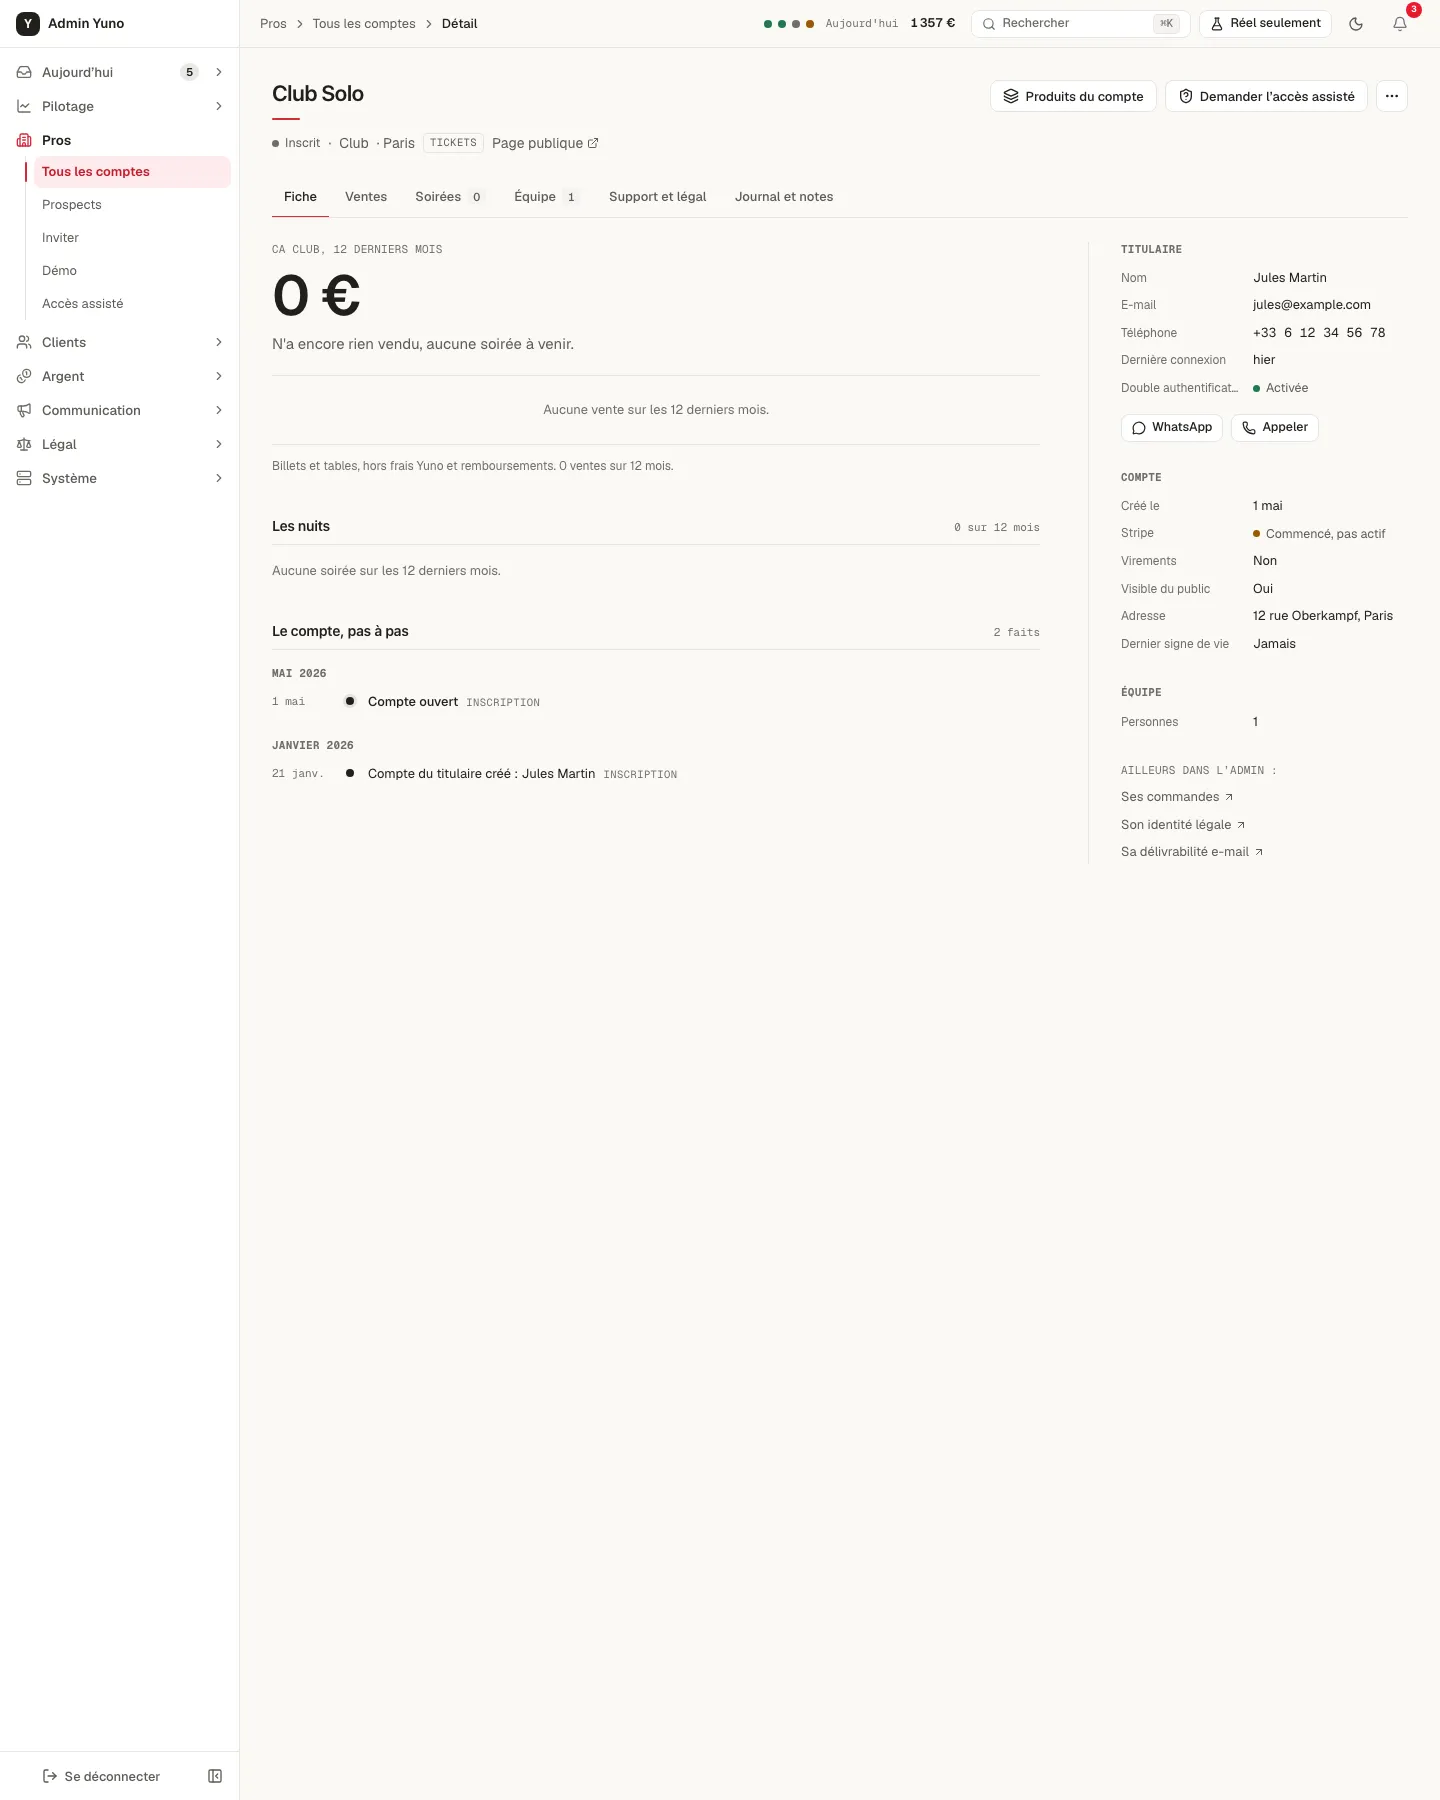 Y Admin Yuno
Aujourd'hui 5
Pilotage
Pros
Tous les comptes
Prospects
Inviter
Démo
Accès assisté
Clients
Argent
Communication
Légal
Système
Se déconnecter
Pros > Tous les comptes > Détail
Aujourd'hui 1 357 €
Rechercher ⌘K
Réel seulement
3
Club Solo
Produits du compte
Demander l'accès assisté
Inscrit · Club · Paris TICKETS Page publique
Fiche Ventes Soirées 0 Équipe 1 Support et légal Journal et notes
CA CLUB, 12 DERNIERS MOIS
0 €
N'a encore rien vendu, aucune soirée à venir.
Aucune vente sur les 12 derniers mois.
Billets et tables, hors frais Yuno et remboursements. 0 ventes sur 12 mois.
Les nuits 0 sur 12 mois
Aucune soirée sur les 12 derniers mois.
Le compte, pas à pas 2 faits
MAI 2026
1 mai Compte ouvert INSCRIPTION
JANVIER 2026
21 janv. Compte du titulaire créé : Jules Martin INSCRIPTION
TITULAIRE
Nom Jules Martin
E-mail jules@example.com
Téléphone +33 6 12 34 56 78
Dernière connexion hier
Double authentificat… Activée
WhatsApp Appeler
COMPTE
Créé le 1 mai
Stripe Commencé, pas actif
Virements Non
Visible du public Oui
Adresse 12 rue Oberkampf, Paris
Dernier signe de vie Jamais
ÉQUIPE
Personnes 1
AILLEURS DANS L'ADMIN :
Ses commandes
Son identité légale
Sa délivrabilité e-mail